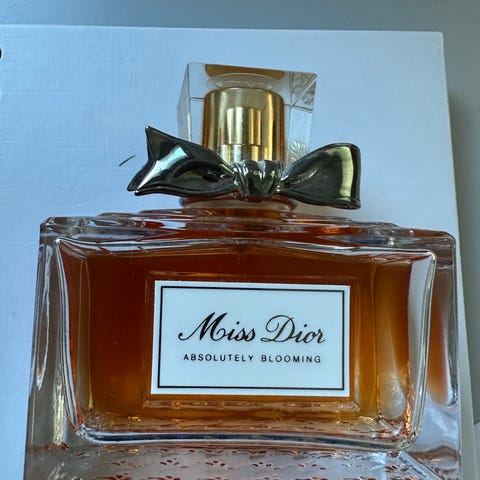 Miss Dior
ABSOLUTELY BLOOMING